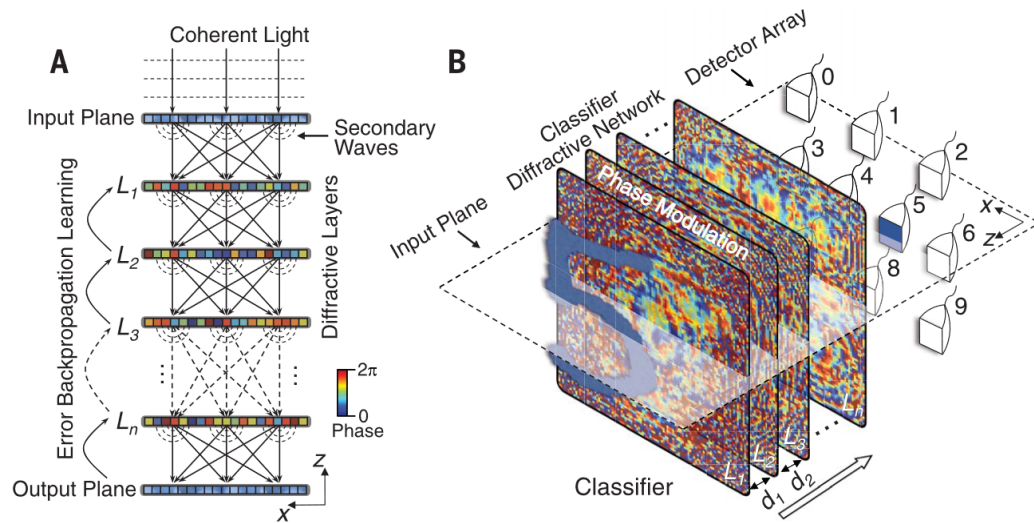 A
Coherent Light
Input Plane
Secondary
Waves
Error Backpropagation Learning
L1
L2
L3
Ln
Diffractive Layers
2π
0
Phase
Output Plane
z
x
B
Detector Array
Classifier
Diffractive Network
Input Plane
Phase Modulation
0
1
2
3
4
5
6
8
9
x
z
L1
L2
L3
Ln
d1
d2
Classifier